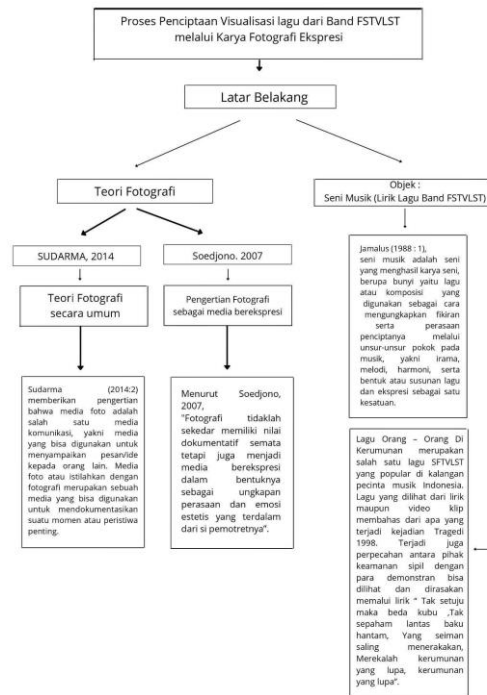 Proses Penciptaan Visualisasi lagu dari Band FSTVLST
melalui Karya Fotografi Ekspresi
Latar Belakang
Teori Fotografi
Objek :
Seni Musik (Lirik Lagu Band FSTVLST)
SUDARMA, 2014
Soedjono. 2007
Teori Fotografi
secara umum
Pengertian Fotografi
sebagai media berekspresi
Jamalus (1988 : 1),
seni musik adalah seni
yang menghasil karya seni,
berupa bunyi yaitu lagu
atau komposisi yang
digunakan sebagai cara
mengungkapkan fikiran
serta perasaan
penciptanya melalui
unsur-unsur pokok pada
musik, yakni irama,
melodi, harmoni, serta
bentuk atau susunan lagu
dan ekspresi sebagai satu
kesatuan.
Sudarma (2014:2)
memberikan pengertian
bahwa media foto adalah
salah satu media
komunikasi, yakni media
yang bisa digunakan untuk
menyampaikan pesan/ide
kepada orang lain. Media
foto atau istilahkan dengan
fotografi merupakan sebuah
media yang bisa digunakan
untuk mendokumentasikan
suatu momen atau peristiwa
penting.
Menurut Soedjono,
2007,
"Fotografi tidaklah
sekedar memiliki nilai
dokumentatif semata
tetapi juga menjadi
media berekspresi
dalam bentuknya
sebagai ungkapan
perasaan dan emosi
estetis yang terdalam
dari si pemotretnya".
Lagu Orang – Orang Di
Kerumunan merupakan
salah satu lagu SFTVLST
yang popular di kalangan
pecinta musik Indonesia.
Lagu yang dilihat dari lirik
maupun video klip
membahas dari apa yang
terjadi kejadian Tragedi
1998. Terjadi juga
perpecahan antara pihak
keamanan sipil dengan
para demonstran bisa
dilihat dan dirasakan
memalui lirik " Tak setuju
maka beda kubu ,Tak
sepaham lantas baku
hantam, Yang seiman
saling menerakakan,
Merekalah kerumunan
yang lupa, kerumunan
yang lupa".